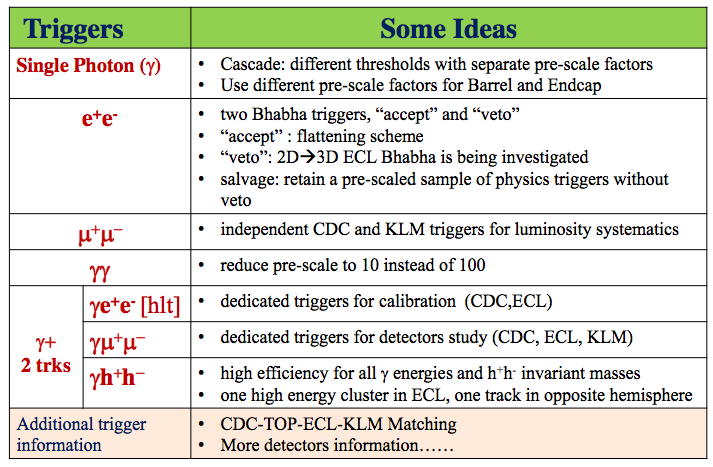 Triggers Some Ideas
Single Photon (γ)
• Cascade: different thresholds with separate pre-scale factors
• Use different pre-scale factors for Barrel and Endcap
e⁺e⁻
• two Bhabha triggers, “accept” and “veto”
• “accept” : flattening scheme
• “veto”: 2D→3D ECL Bhabha is being investigated
• salvage: retain a pre-scaled sample of physics triggers without
veto
μ⁺μ⁻
• independent CDC and KLM triggers for luminosity systematics
γγ
• reduce pre-scale to 10 instead of 100
γ+
2 trks
γe⁺e⁻ [hlt]
• dedicated triggers for calibration (CDC,ECL)
γμ⁺μ⁻
• dedicated triggers for detectors study (CDC, ECL, KLM)
γh⁺h⁻
• high efficiency for all γ energies and h⁺h⁻ invariant masses
• one high energy cluster in ECL, one track in opposite hemisphere
Additional trigger
information
• CDC-TOP-ECL-KLM Matching
• More detectors information……